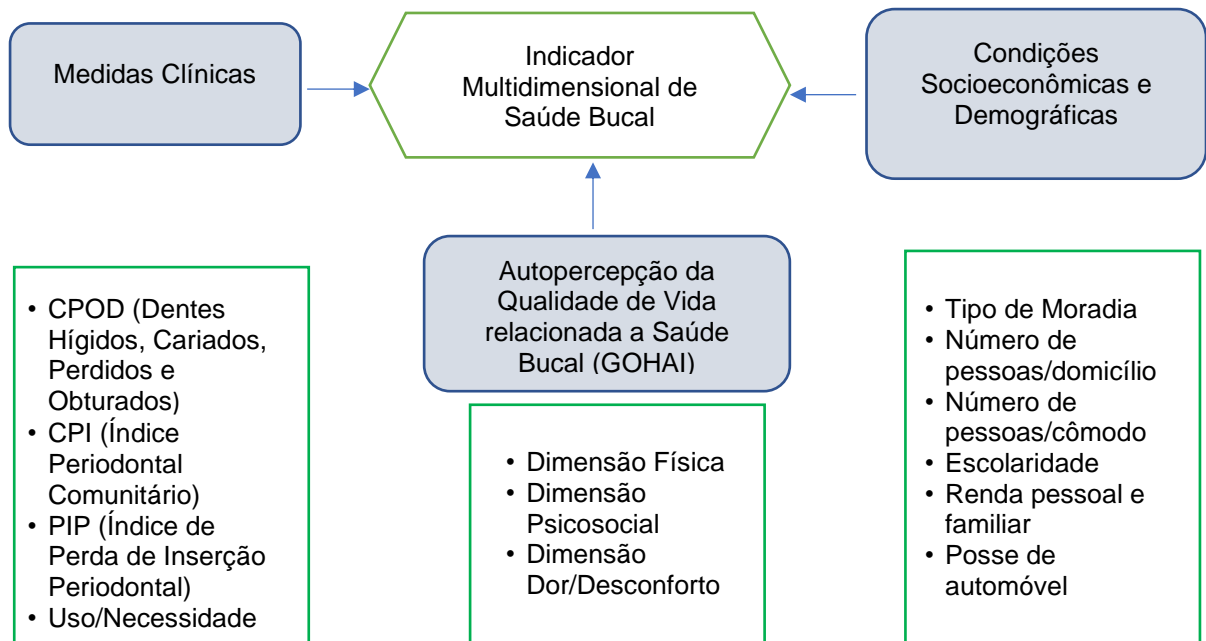 Medidas Clínicas
Indicador
Multidimensional de
Saúde Bucal
Condições
Socioeconômicas e
Demográficas
Autopercepção da
Qualidade de Vida
relacionada a Saúde
Bucal (GOHAI)
• CPOD (Dentes
Hígidos, Cariados,
Perdidos e
Obturados)
• CPI (Índice
Periodontal
Comunitário)
• PIP (Índice de
Perda de Inserção
Periodontal)
• Uso/Necessidade
• Dimensão Física
• Dimensão
Psicosocial
• Dimensão
Dor/Desconforto
• Tipo de Moradia
• Número de
pessoas/domicílio
• Número de
pessoas/cômodo
• Escolaridade
• Renda pessoal e
familiar
• Posse de
automóvel